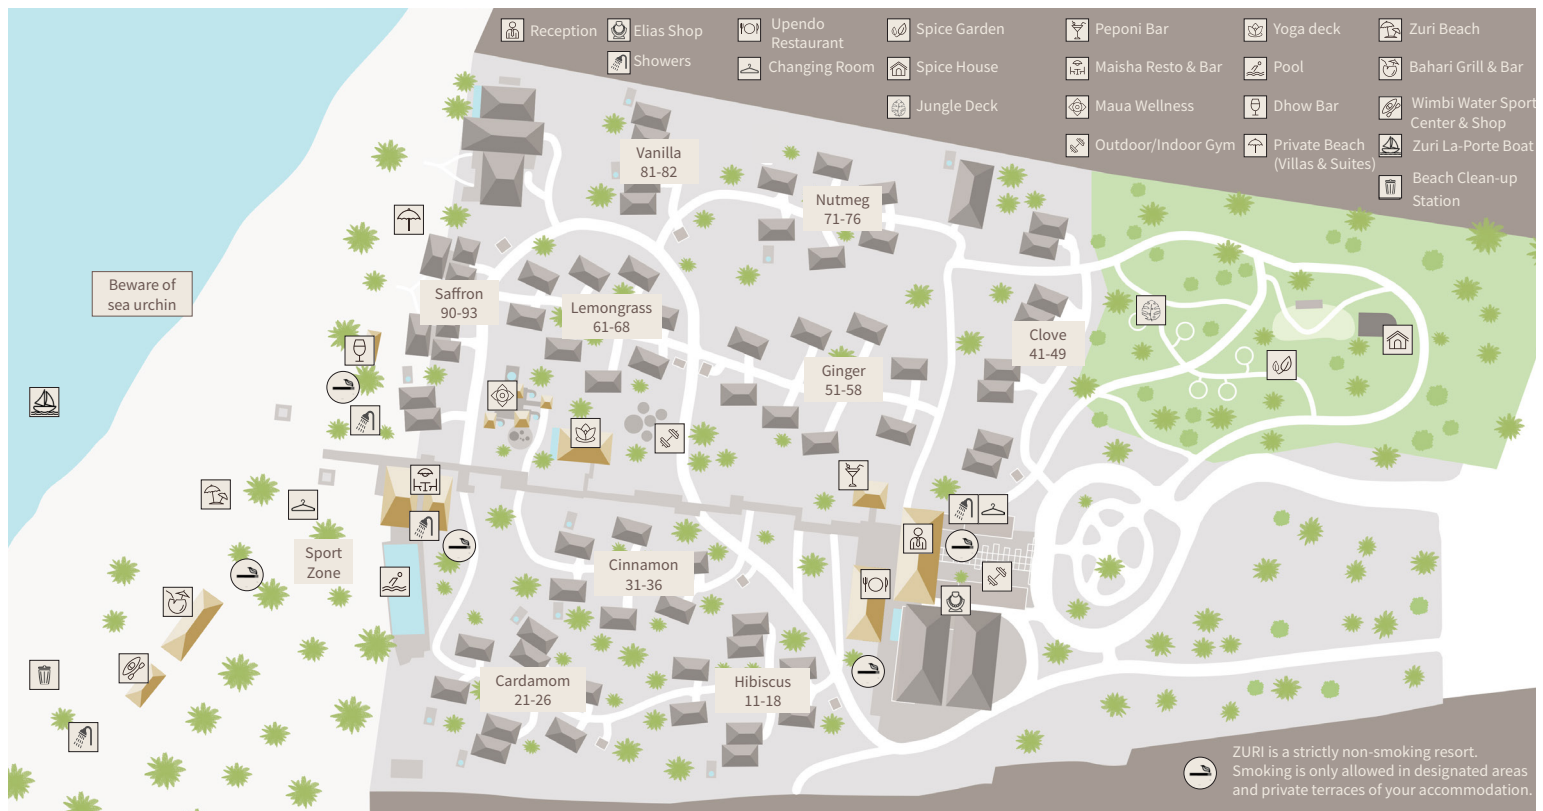 Reception
Elias Shop
Showers
Upendo
Restaurant
Changing Room
Spice Garden
Spice House
Jungle Deck
Peponi Bar
Maisha Resto & Bar
Maua Wellness
Outdoor/Indoor Gym
Yoga deck
Pool
Dhow Bar
Private Beach
(Villas & Suites)
Zuri Beach
Bahari Grill & Bar
Wimbi Water Sport
Center & Shop
Zuri La-Porte Boat
Beach Clean-up
Station
Vanilla
81-82
Nutmeg
71-76
Beware of
sea urchin
Saffron
90-93
Lemongrass
61-68
Clove
41-49
Ginger
51-58
Sport
Zone
Cinnamon
31-36
Cardamom
21-26
Hibiscus
11-18
ZURI is a strictly non-smoking resort.
Smoking is only allowed in designated areas
and private terraces of your accommodation.